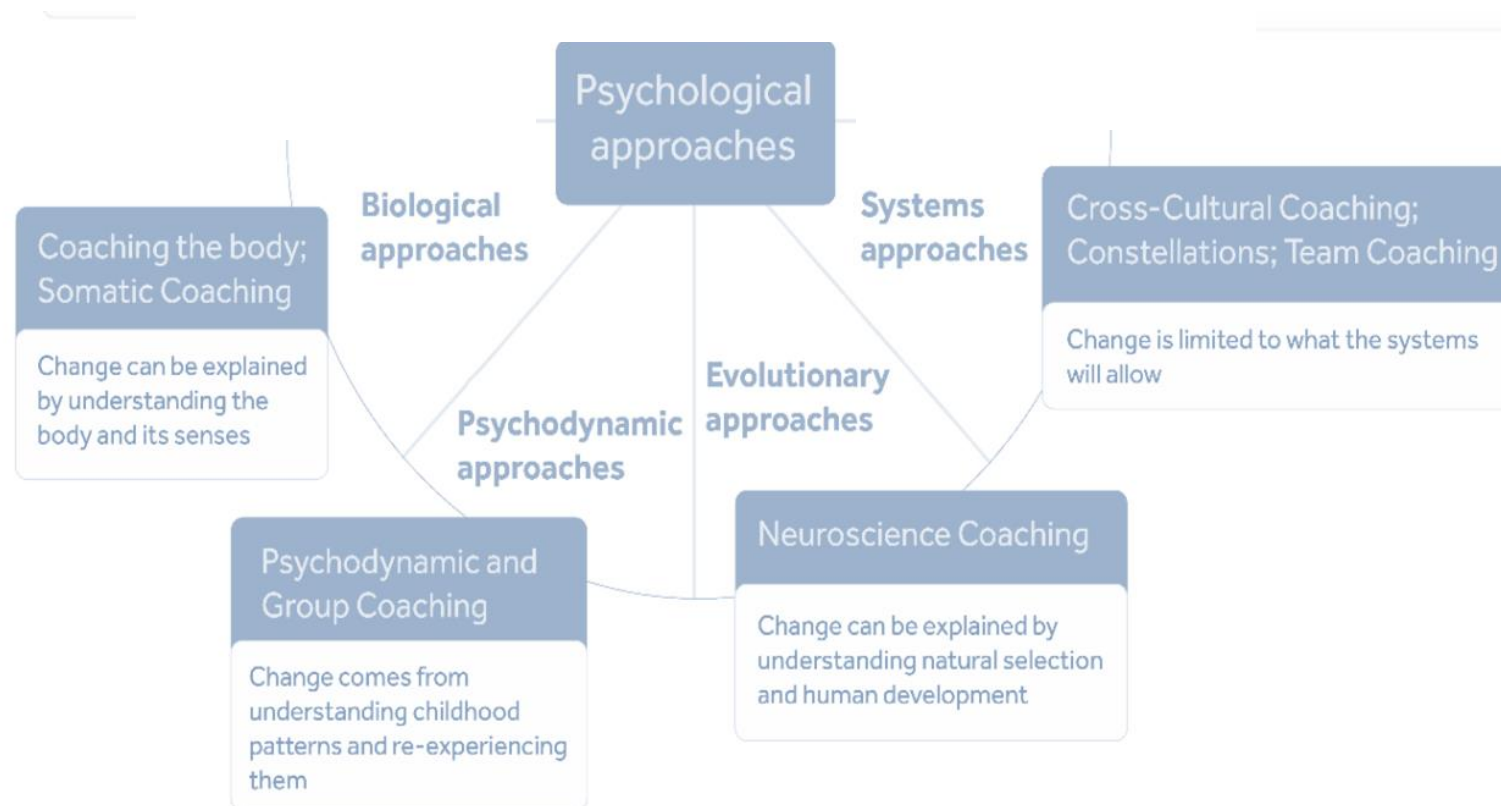 Psychological
approaches
Biological
approaches
Systems
approaches
Coaching the body;
Somatic Coaching
Change can be explained
by understanding the
body and its senses
Cross-Cultural Coaching;
Constellations; Team Coaching
Change is limited to what the systems
will allow
Psychodynamic
approaches
Evolutionary
approaches
Psychodynamic and
Group Coaching
Change comes from
understanding childhood
patterns and re-experiencing
them
Neuroscience Coaching
Change can be explained by
understanding natural selection
and human development